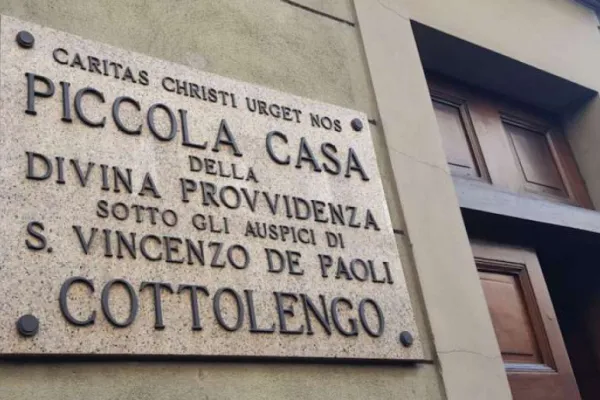 CARITAS CHRISTI URGET NOS
PICCOLA CASA
DELLA
DIVINA PROVVIDENZA
SOTTO GLI AUSPICI DI
S. VINCENZO DE PAOLI
COTTOLENGO